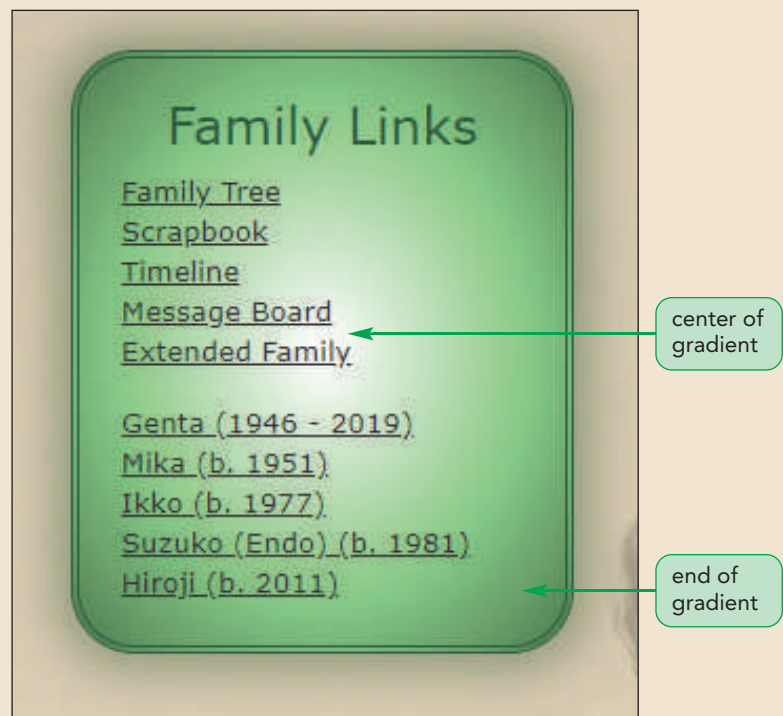 Family Links
Family Tree
Scrapbook
Timeline
Message Board
Extended Family
Genta (1946 - 2019)
Mika (b. 1951)
Ikko (b. 1977)
Suzuko (Endo) (b. 1981)
Hiroji (b. 2011)
center of
gradient
end of
gradient